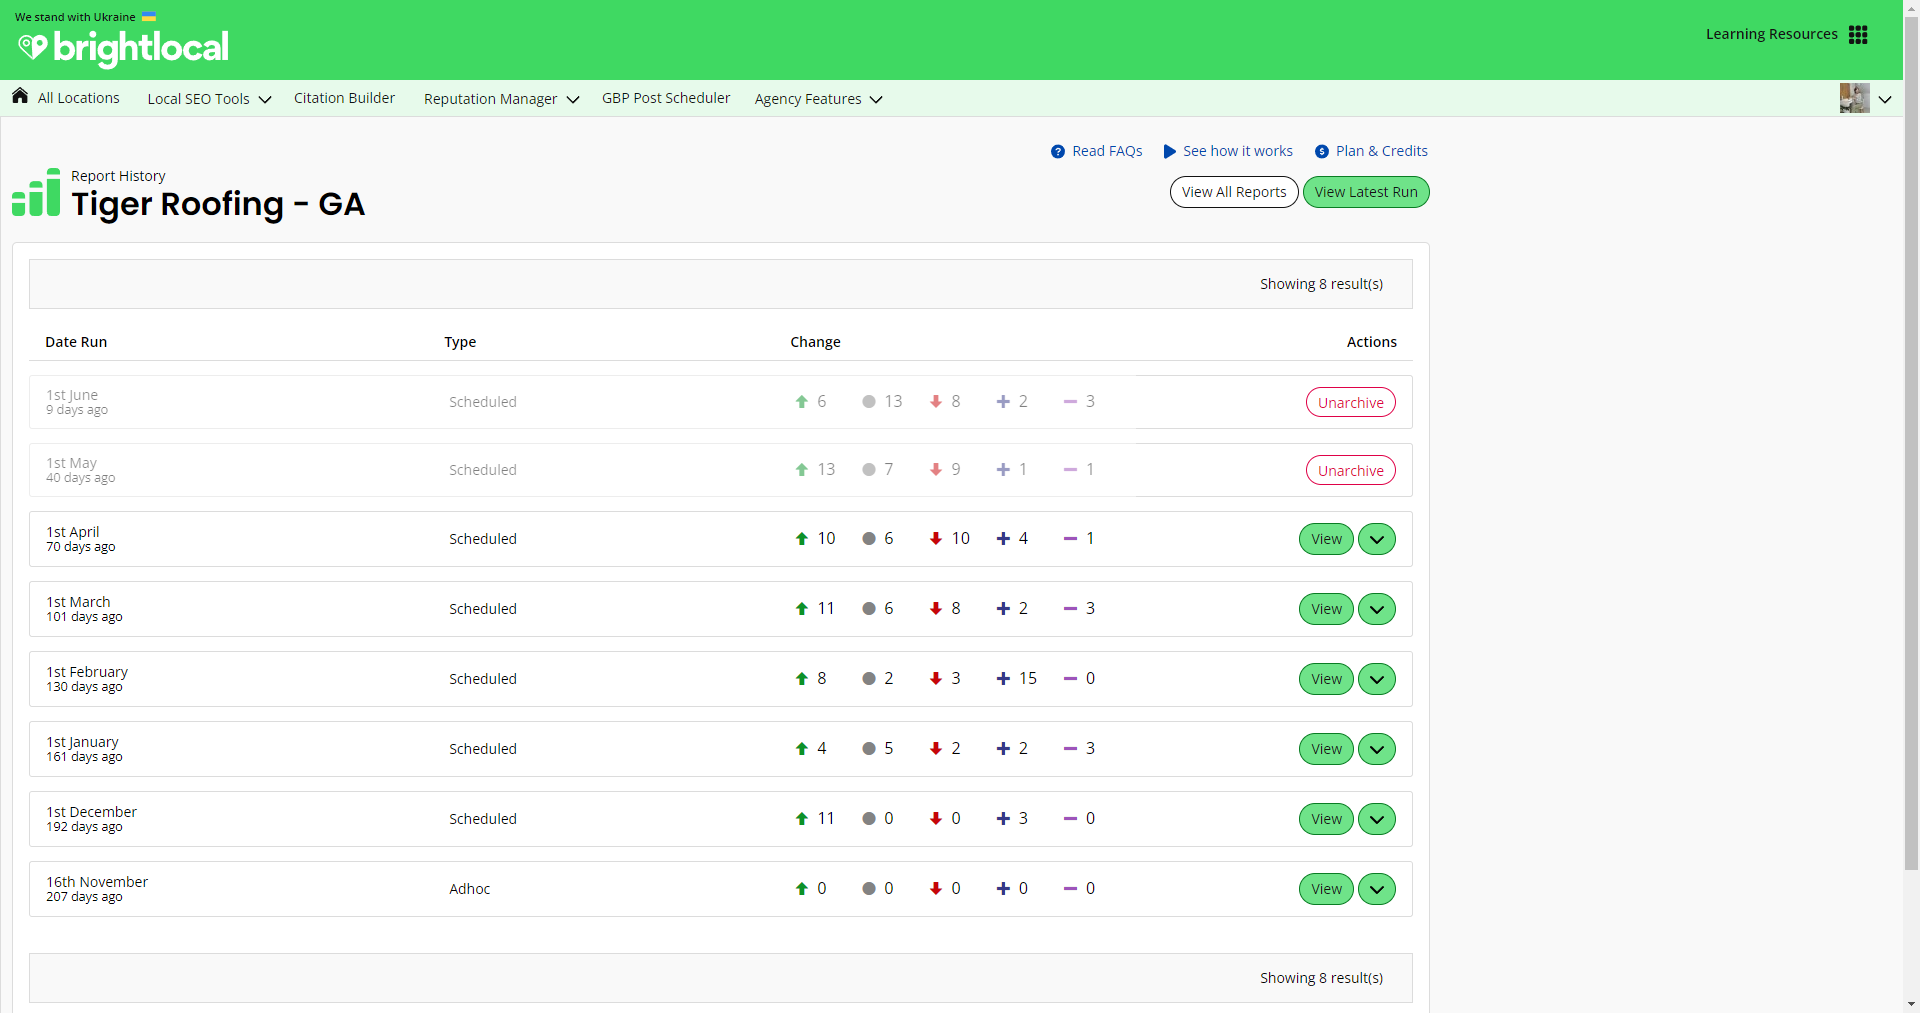 We stand with Ukraine
brightlocal
Learning Resources
All Locations Local SEO Tools Citation Builder Reputation Manager GBP Post Scheduler Agency Features
Read FAQs See how it works Plan & Credits
Report History
Tiger Roofing - GA
View All Reports View Latest Run
Showing 8 result(s)
Date Run Type Change Actions
1st June
9 days ago
Scheduled 6 13 8 2 3 Unarchive
1st May
40 days ago
Scheduled 13 7 9 1 1 Unarchive
1st April
70 days ago
Scheduled 10 6 10 4 1 View
1st March
101 days ago
Scheduled 11 6 8 2 3 View
1st February
130 days ago
Scheduled 8 2 3 15 0 View
1st January
161 days ago
Scheduled 4 5 2 2 3 View
1st December
192 days ago
Scheduled 11 0 0 3 0 View
16th November
207 days ago
Adhoc 0 0 0 0 0 View
Showing 8 result(s)